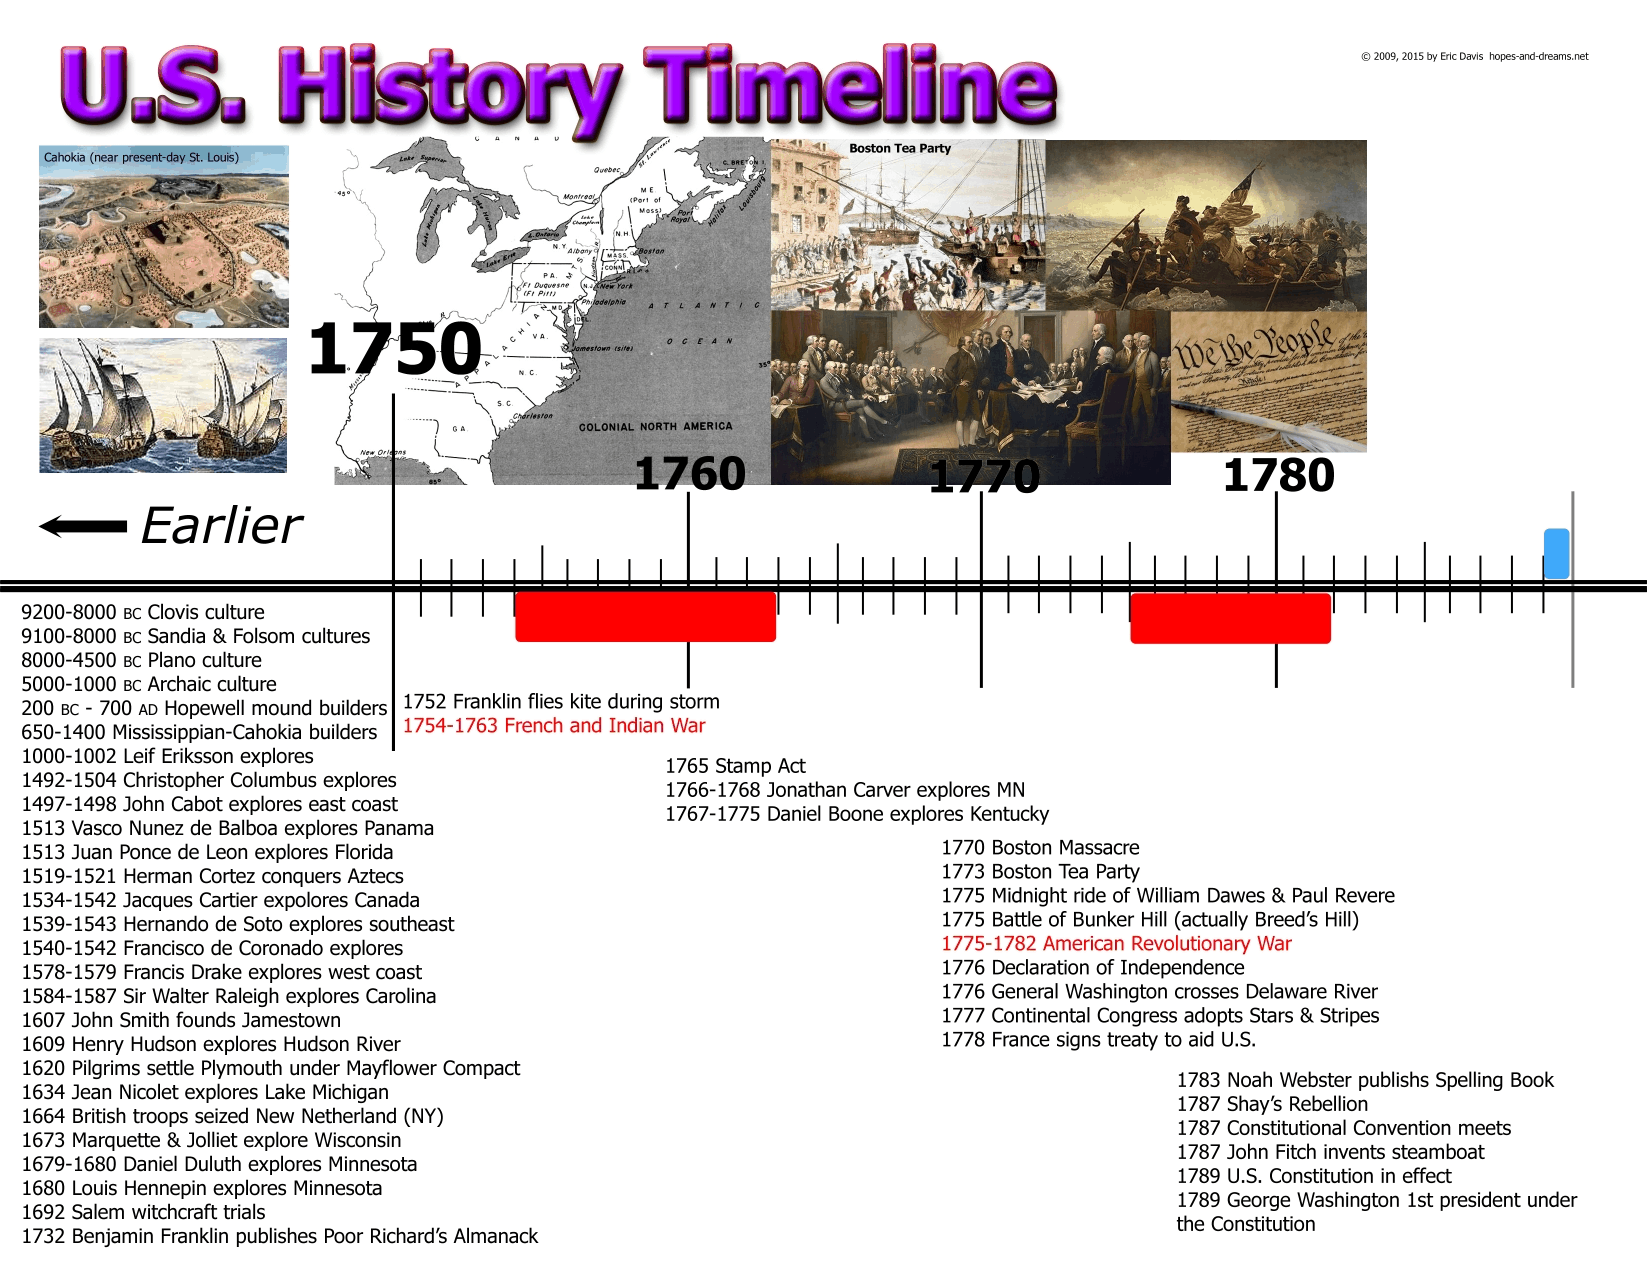 U.S. History Timeline
© 2009, 2015 by Eric Davis hopes-and-dreams.net
Cahokia (near present-day St. Louis)
C A N A D
Lake Superior
Lake Michigan
Lake Huron
L. Ontario
Lake Erie
St. Lawrence
Quebec
Montreal
Lake Champlain
C. BRETON I.
Louisbourg
Halifax
Port Royal
M E.
(Part of
Mass)
N.H.
N.Y.
Albany
Hudson
MASS.
Boston
CONN.
R.I.
45°
PA.
Ft Duquesne
(Ft Pitt)
N.J.
New York
Philadelphia
MD.
DEL.
VA.
Jamestown (site)
N.C.
S.C.
Charleston
GA.
New Orleans
A T L A N T I C
O C E A N
35°
85°
COLONIAL NORTH AMERICA
Boston Tea Party
We the People
1750
1760
1770
1780
Earlier
9200-8000 BC Clovis culture
9100-8000 BC Sandia & Folsom cultures
8000-4500 BC Plano culture
5000-1000 BC Archaic culture
200 BC - 700 AD Hopewell mound builders
650-1400 Mississippian-Cahokia builders
1000-1002 Leif Eriksson explores
1492-1504 Christopher Columbus explores
1497-1498 John Cabot explores east coast
1513 Vasco Nunez de Balboa explores Panama
1513 Juan Ponce de Leon explores Florida
1519-1521 Herman Cortez conquers Aztecs
1534-1542 Jacques Cartier expolores Canada
1539-1543 Hernando de Soto explores southeast
1540-1542 Francisco de Coronado explores
1578-1579 Francis Drake explores west coast
1584-1587 Sir Walter Raleigh explores Carolina
1607 John Smith founds Jamestown
1609 Henry Hudson explores Hudson River
1620 Pilgrims settle Plymouth under Mayflower Compact
1634 Jean Nicolet explores Lake Michigan
1664 British troops seized New Netherland (NY)
1673 Marquette & Jolliet explore Wisconsin
1679-1680 Daniel Duluth explores Minnesota
1680 Louis Hennepin explores Minnesota
1692 Salem witchcraft trials
1732 Benjamin Franklin publishes Poor Richard's Almanack
1752 Franklin flies kite during storm
1754-1763 French and Indian War
1765 Stamp Act
1766-1768 Jonathan Carver explores MN
1767-1775 Daniel Boone explores Kentucky
1770 Boston Massacre
1773 Boston Tea Party
1775 Midnight ride of William Dawes & Paul Revere
1775 Battle of Bunker Hill (actually Breed's Hill)
1775-1782 American Revolutionary War
1776 Declaration of Independence
1776 General Washington crosses Delaware River
1777 Continental Congress adopts Stars & Stripes
1778 France signs treaty to aid U.S.
1783 Noah Webster publishs Spelling Book
1787 Shay's Rebellion
1787 Constitutional Convention meets
1787 John Fitch invents steamboat
1789 U.S. Constitution in effect
1789 George Washington 1st president under
the Constitution